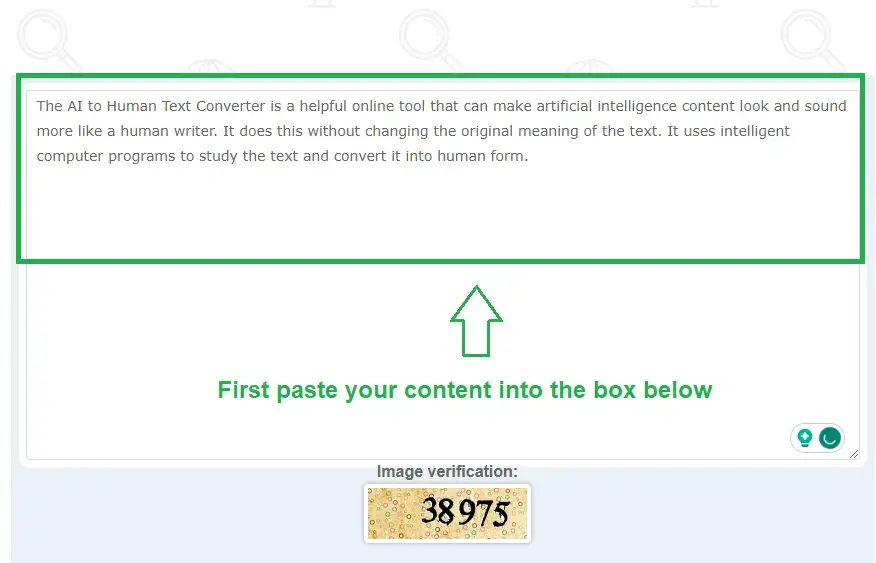 The AI to Human Text Converter is a helpful online tool that can make artificial intelligence content look and sound
more like a human writer. It does this without changing the original meaning of the text. It uses intelligent
computer programs to study the text and convert it into human form.
First paste your content into the box below
Image verification:
38975